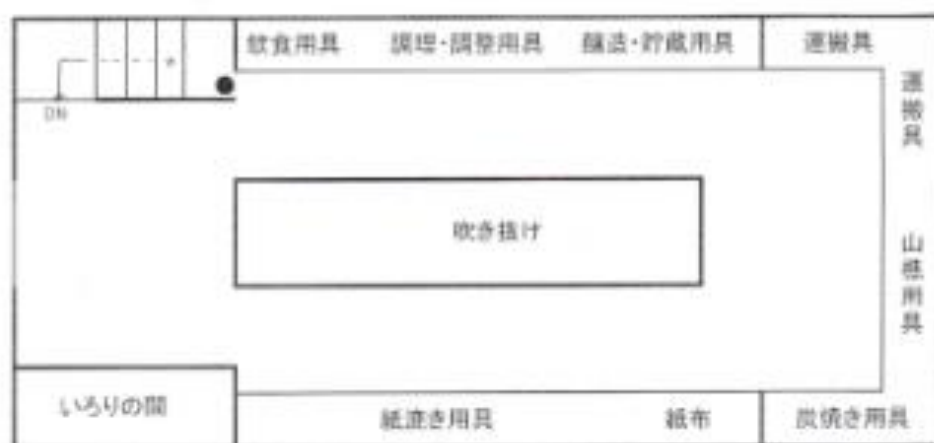 飲食用具 調理・調整用具 醸造・貯蔵用具 運搬具
運搬具
DN
吹き抜け
山樵用具
いろりの間 紙漉き用具 紙布 炭焼き用具